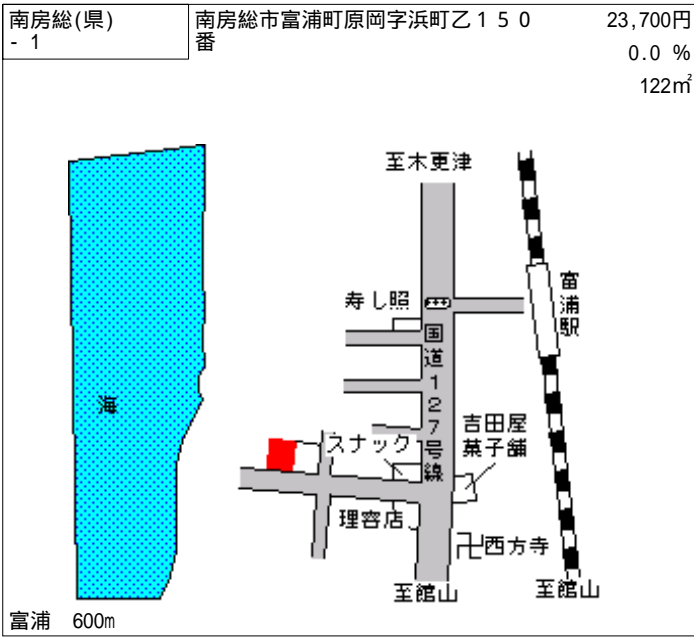 南房総(県)
- 1
南房総市富浦町原岡字浜町乙１５０
番
23,700円
0.0 %
122㎡
至木更津
寿し照
富浦駅
国道127号線
海
スナック
吉田屋
菓子舗
理容店
卍西方寺
至館山
至館山
富浦 600m